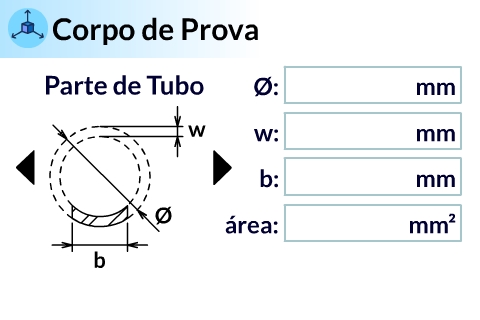 Corpo de Prova
Parte de Tubo
w
Ø
b
Ø: mm
w: mm
b: mm
área: mm²